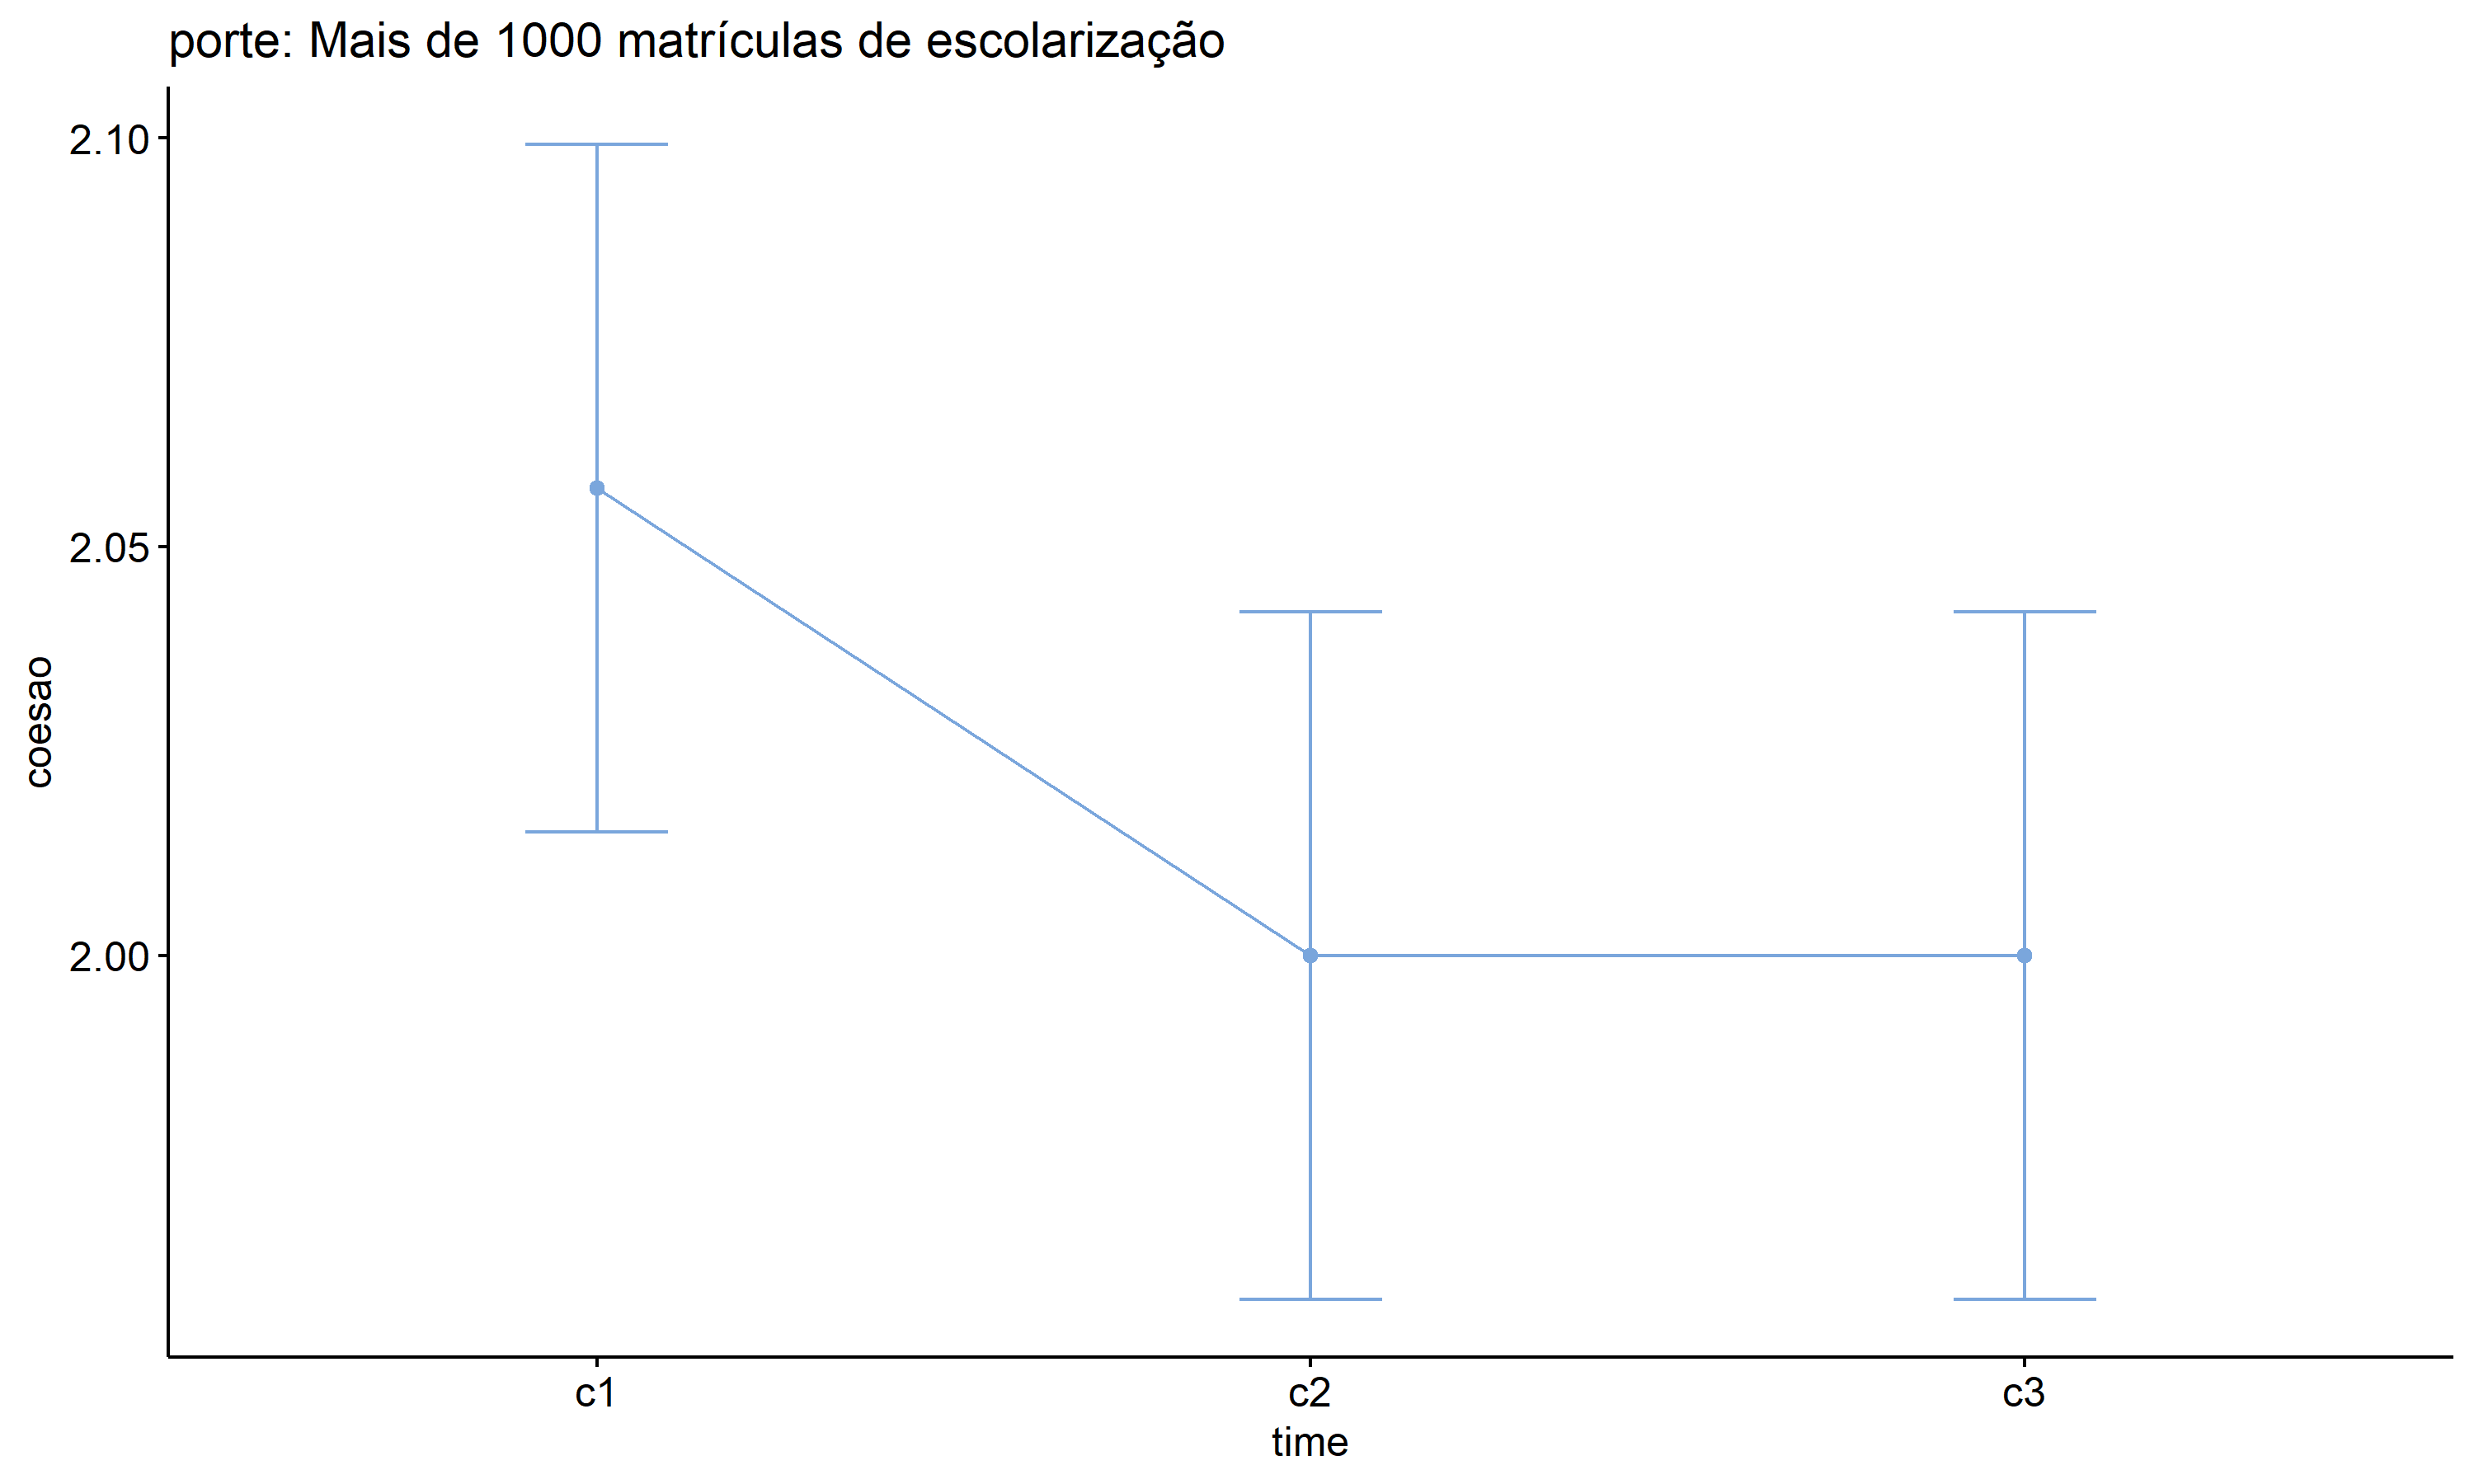 porte: Mais de 1000 matrículas de escolarização
2.10
2.05
2.00
coesao
c1
c2
c3
time